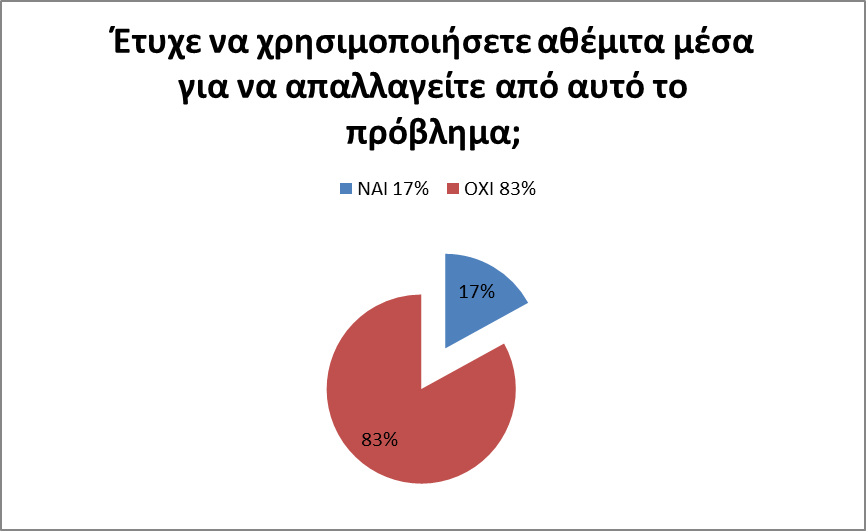 Έτυχε να χρησιμοποιήσετε αθέμιτα μέσα
για να απαλλαγείτε από αυτό το
πρόβλημα;
ΝΑΙ 17% ΟΧΙ 83%
17%
83%